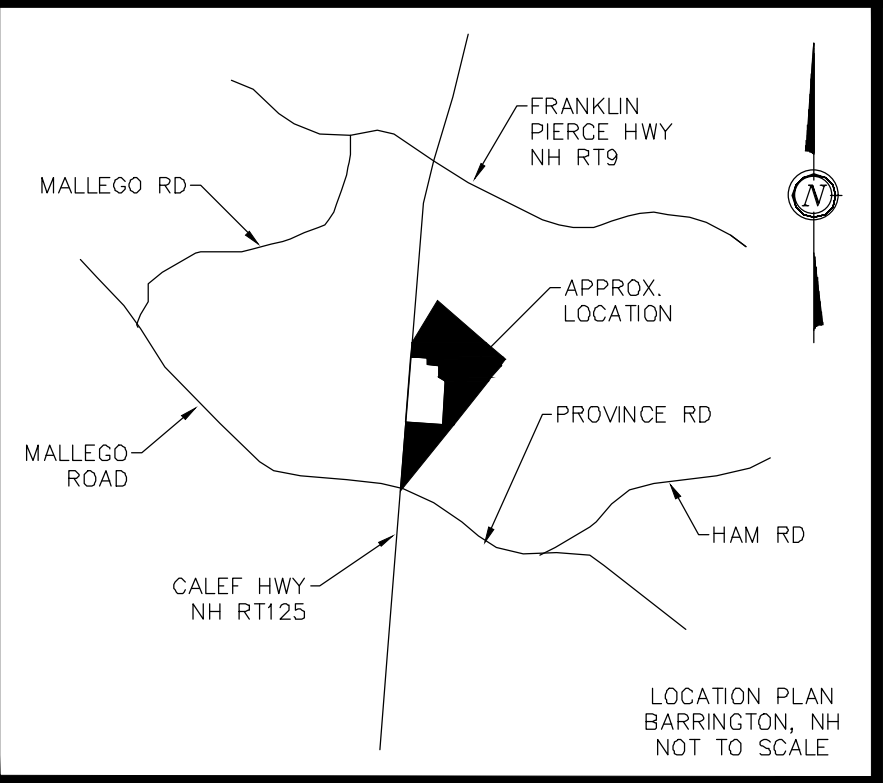 FRANKLIN
PIERCE HWY
NH RT9
MALLEGO RD
N
APPROX.
LOCATION
PROVINCE RD
MALLEGO
ROAD
HAM RD
CALEF HWY
NH RT125
LOCATION PLAN
BARRINGTON, NH
NOT TO SCALE